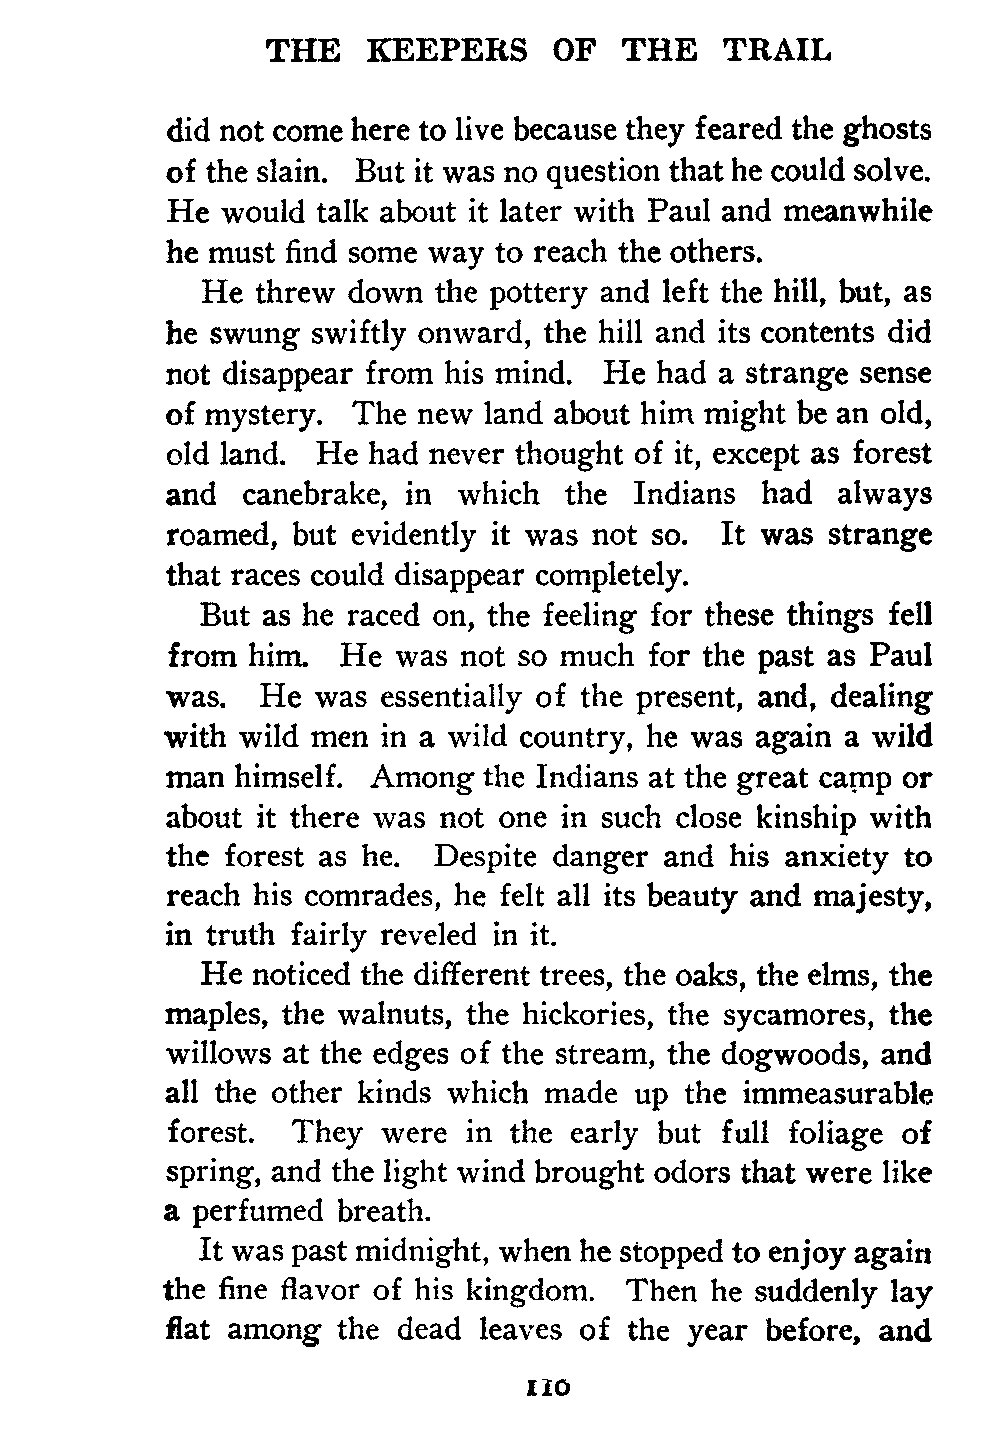 THE KEEPERS OF THE TRAIL
did not come here to live because they feared the ghosts
of the slain. But it was no question that he could solve.
He would talk about it later with Paul and meanwhile
he must find some way to reach the others.
He threw down the pottery and left the hill, but, as
he swung swiftly onward, the hill and its contents did
not disappear from his mind. He had a strange sense
of mystery. The new land about him might be an old,
old land. He had never thought of it, except as forest
and canebrake, in which the Indians had always
roamed, but evidently it was not so. It was strange
that races could disappear completely.
But as he raced on, the feeling for these things fell
from him. He was not so much for the past as Paul
was. He was essentially of the present, and, dealing
with wild men in a wild country, he was again a wild
man himself. Among the Indians at the great camp or
about it there was not one in such close kinship with
the forest as he. Despite danger and his anxiety to
reach his comrades, he felt all its beauty and majesty,
in truth fairly reveled in it.
He noticed the different trees, the oaks, the elms, the
maples, the walnuts, the hickories, the sycamores, the
willows at the edges of the stream, the dogwoods, and
all the other kinds which made up the immeasurable
forest. They were in the early but full foliage of
spring, and the light wind brought odors that were like
a perfumed breath.
It was past midnight, when he stopped to enjoy again
the fine flavor of his kingdom. Then he suddenly lay
flat among the dead leaves of the year before, and
110